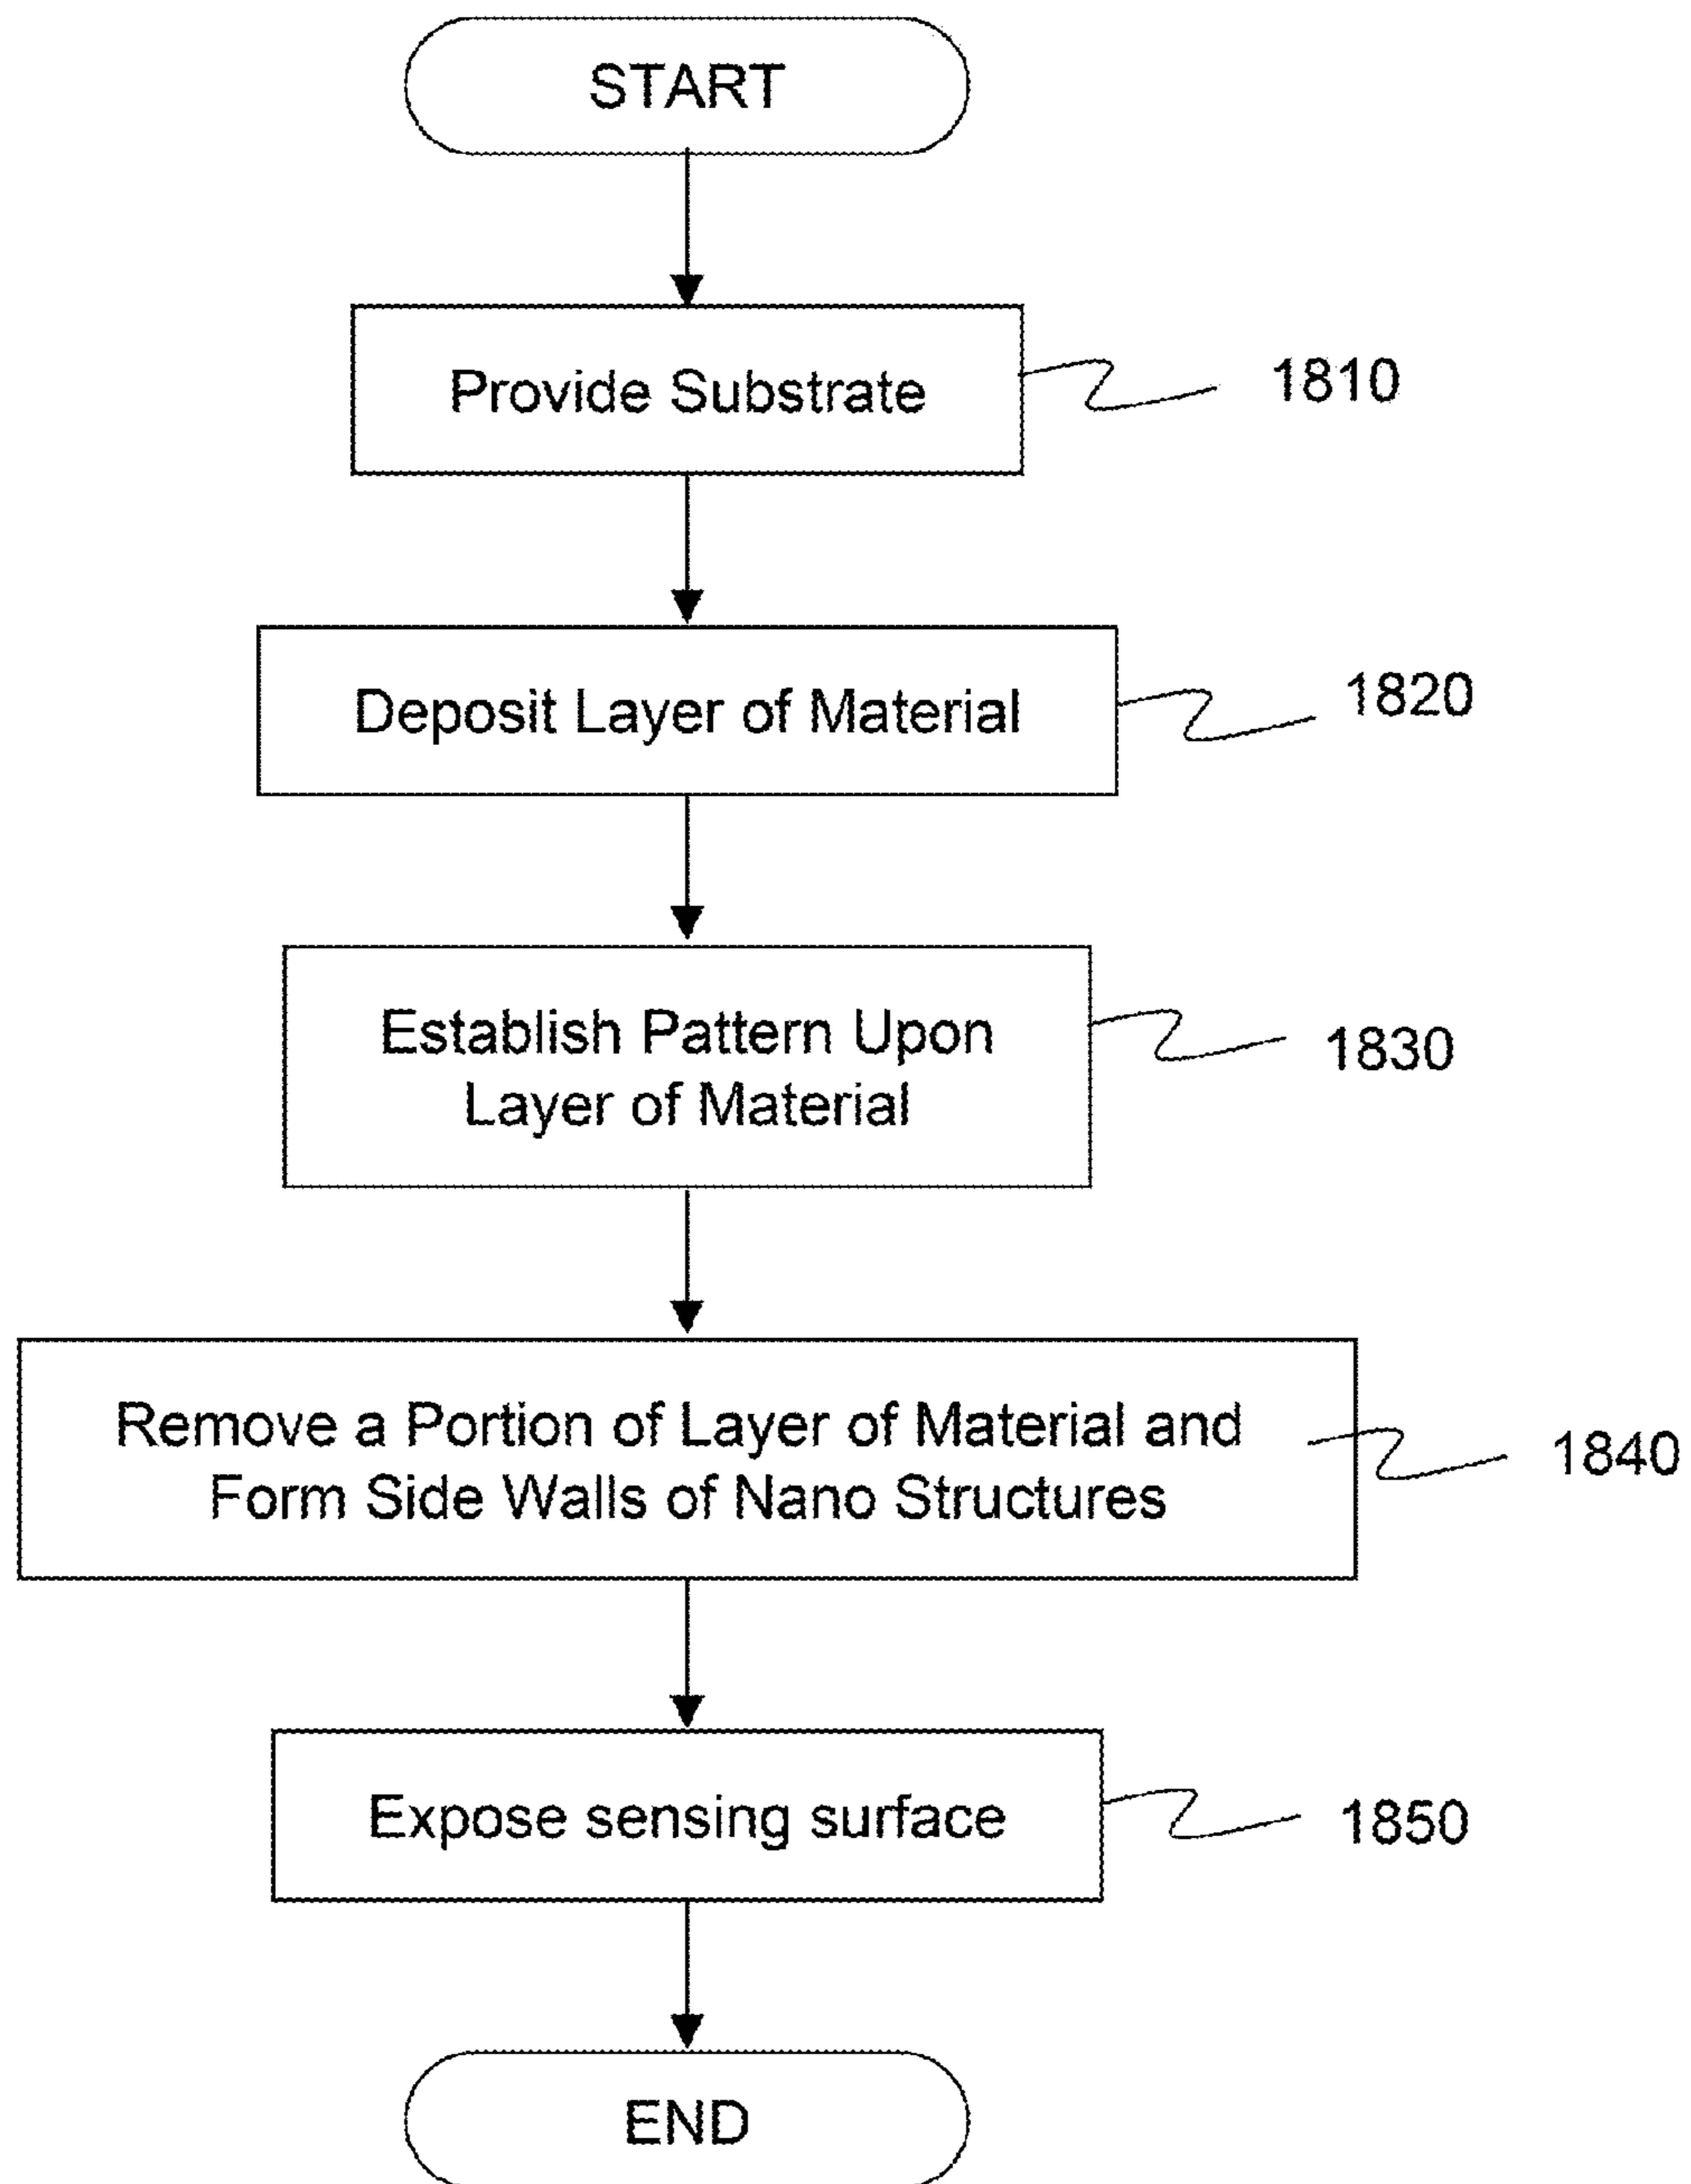 START
Provide Substrate
1810
Deposit Layer of Material
1820
Establish Pattern Upon
Layer of Material
1830
Remove a Portion of Layer of Material and
Form Side Walls of Nano Structures
1840
Expose sensing surface
1850
END